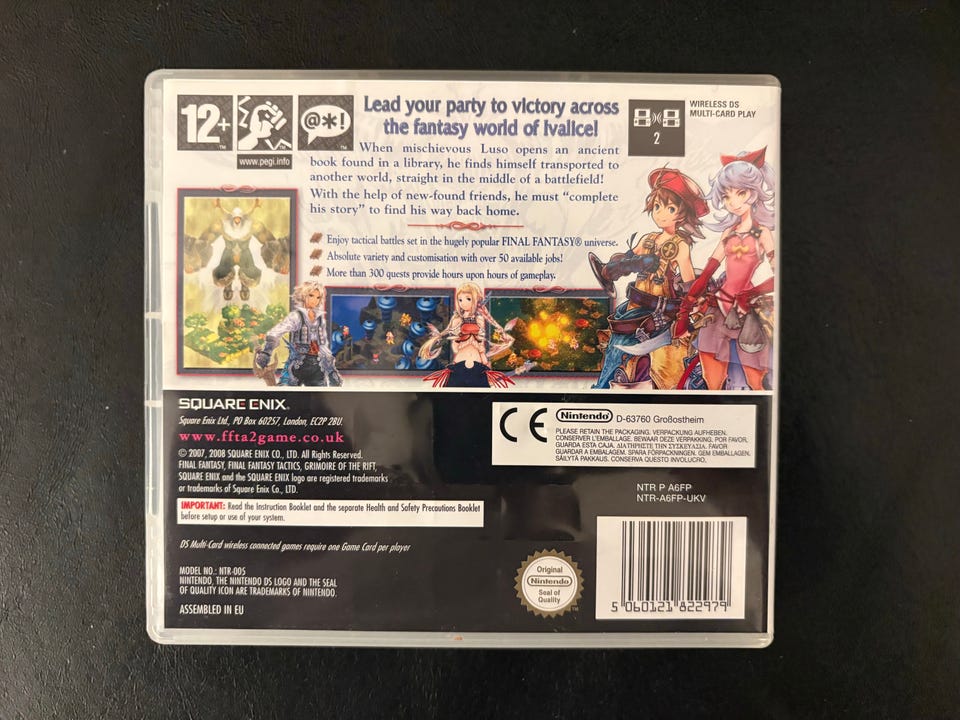 12+
www.pegi.info
@*!
Lead your party to victory across
the fantasy world of Ivalice!
When mischievous Luso opens an ancient
book found in a library, he finds himself transported to
another world, straight in the middle of a battlefield!
With the help of new-found friends, he must “complete
his story” to find his way back home.
Enjoy tactical battles set in the hugely popular FINAL FANTASY® universe.
Absolute variety and customisation with over 50 available jobs!
More than 300 quests provide hours upon hours of gameplay.
2
WIRELESS DS
MULTI-CARD PLAY
SQUARE ENIX®
Square Enix Ltd, PO Box 60257, London, EC2P 2BU.
www.ffta2game.co.uk
© 2007, 2008 SQUARE ENIX CO., LTD. All Rights Reserved.
FINAL FANTASY, FINAL FANTASY TACTICS, GRIMOIRE OF THE RIFT,
SQUARE ENIX and the SQUARE ENIX logo are registered trademarks
or trademarks of Square Enix Co., LTD.
IMPORTANT: Read the Instruction Booklet and the separate Health and Safety Precautions Booklet
before setup or use of your system.
DS Multi-Card wireless connected games require one Game Card per player
MODEL NO.: NTR-005
NINTENDO, THE NINTENDO DS LOGO AND THE SEAL
OF QUALITY ICON ARE TRADEMARKS OF NINTENDO.
ASSEMBLED IN EU
CE
Nintendo D-63760 Großostheim
PLEASE RETAIN THE PACKAGING. VERPACKUNG AUFHEBEN.
CONSERVER L'EMBALLAGE. BEWAAR DEZE VERPAKKING. POR FAVOR,
GUARDA ESTA CAJA. ΔΙΑΤΗΡΗΣΤΕ ΤΗΝ ΣΥΣΚΕΥΑΣΙΑ. FAVOR
GUARDAR A EMBALAGEM. SPARA FÖRPACKNINGEN. GEM EMBALLAGEN.
SÄILYTÄ PAKKAUS. CONSERVA QUESTO INVOLUCRO.
NTR P A6FP
NTR-A6FP-UKV
Original
Nintendo
Seal of
Quality
TM
5 060121 822979